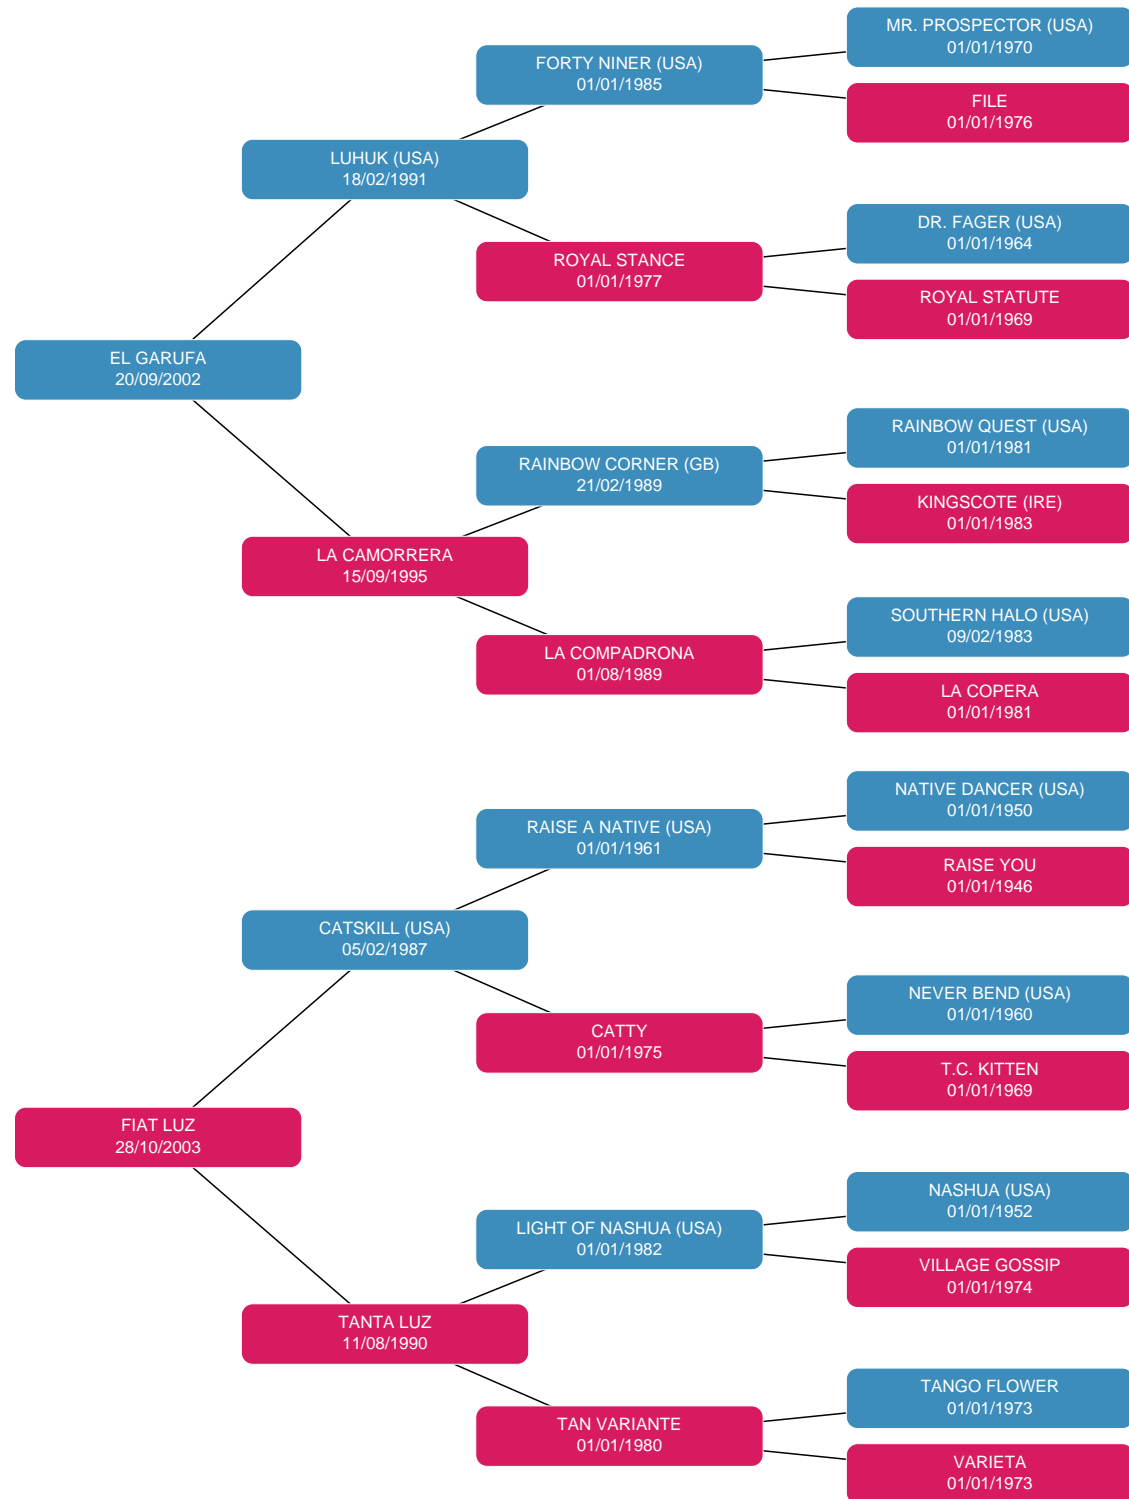 MR. PROSPECTOR (USA)
01/01/1970
FORTY NINER (USA)
01/01/1985
FILE
01/01/1976
LUHUK (USA)
18/02/1991
DR. FAGER (USA)
01/01/1964
ROYAL STANCE
01/01/1977
ROYAL STATUTE
01/01/1969
EL GARUFA
20/09/2002
RAINBOW QUEST (USA)
01/01/1981
RAINBOW CORNER (GB)
21/02/1989
KINGSCOTE (IRE)
01/01/1983
LA CAMORRERA
15/09/1995
SOUTHERN HALO (USA)
09/02/1983
LA COMPADRONA
01/08/1989
LA COPERA
01/01/1981
NATIVE DANCER (USA)
01/01/1950
RAISE A NATIVE (USA)
01/01/1961
RAISE YOU
01/01/1946
CATSKILL (USA)
05/02/1987
NEVER BEND (USA)
01/01/1960
CATTY
01/01/1975
T.C. KITTEN
01/01/1969
FIAT LUZ
28/10/2003
NASHUA (USA)
01/01/1952
LIGHT OF NASHUA (USA)
01/01/1982
VILLAGE GOSSIP
01/01/1974
TANTA LUZ
11/08/1990
TANGO FLOWER
01/01/1973
TAN VARIANTE
01/01/1980
VARIETA
01/01/1973